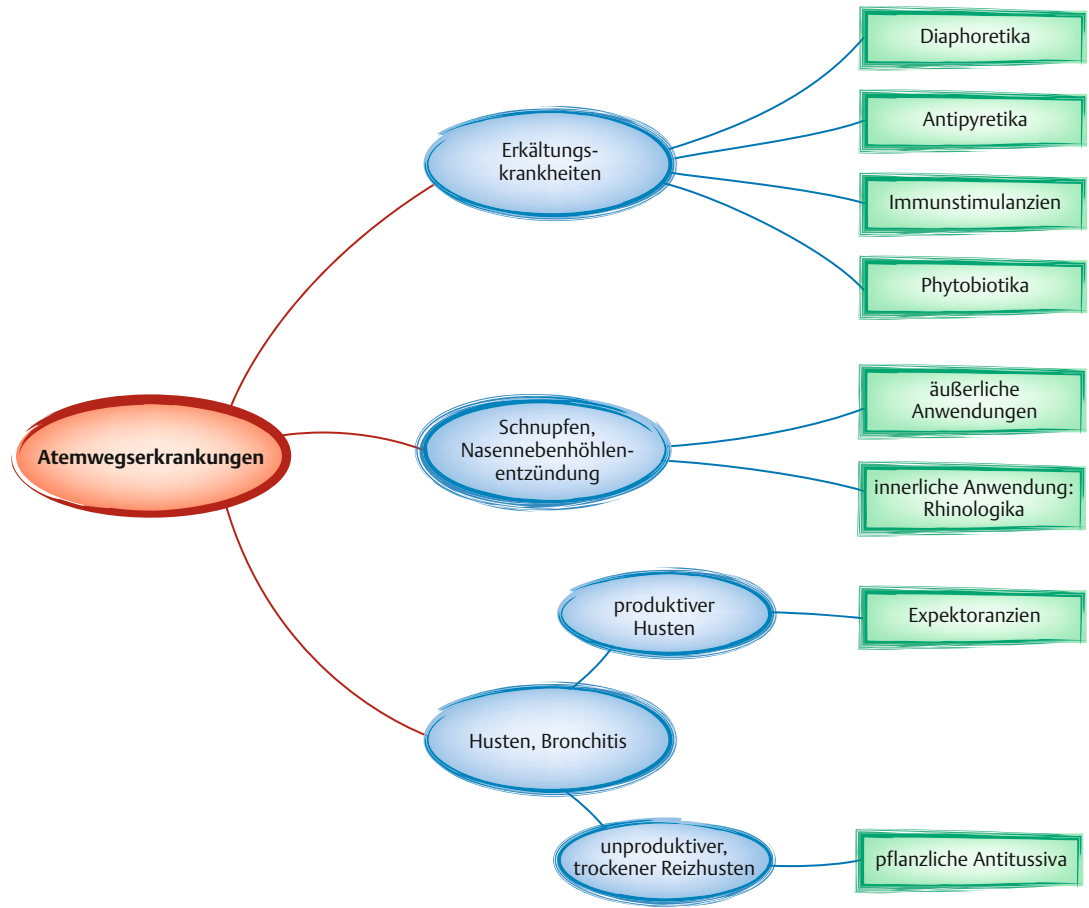 Diaphoretika
Erkältungs-
krankheiten
Antipyretika
Immunstimulanzien
Phytobiotika
Atemwegserkrankungen
Schnupfen,
Nasennebenhöhlen-
entzündung
äußerliche
Anwendungen
innerliche Anwendung:
Rhinologika
produktiver
Husten
Expektoranzien
Husten, Bronchitis
unproduktiver,
trockener Reizhusten
pflanzliche Antitussiva